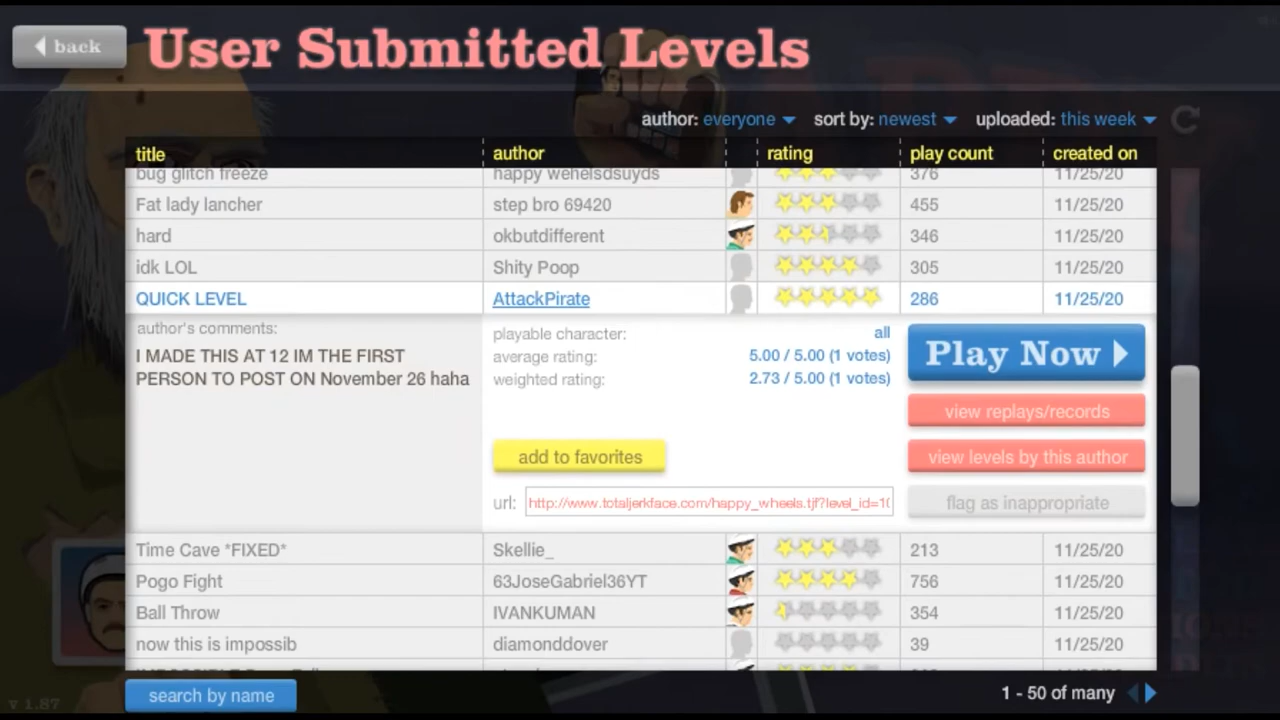 back
User Submitted Levels
author: everyone sort by: newest uploaded: this week
title author rating play count created on
bug glitch freeze happy wehelsdsuyds 376 11/25/20
Fat lady lancher step bro 69420 455 11/25/20
hard okbutdifferent 346 11/25/20
idk LOL Shity Poop 305 11/25/20
QUICK LEVEL AttackPirate 286 11/25/20
author's comments:
I MADE THIS AT 12 IM THE FIRST
PERSON TO POST ON November 26 haha
playable character: all
average rating: 5.00 / 5.00 (1 votes)
weighted rating: 2.73 / 5.00 (1 votes)
add to favorites
url: http://www.totaljerkface.com/happy_wheels.tjf?level_id=1(
Play Now
view replays/records
view levels by this author
flag as inappropriate
Time Cave *FIXED* Skellie_ 213 11/25/20
Pogo Fight 63JoseGabriel36YT 756 11/25/20
Ball Throw IVANKUMAN 354 11/25/20
now this is impossib diamonddover 39 11/25/20
search by name
1 - 50 of many
v 1.87